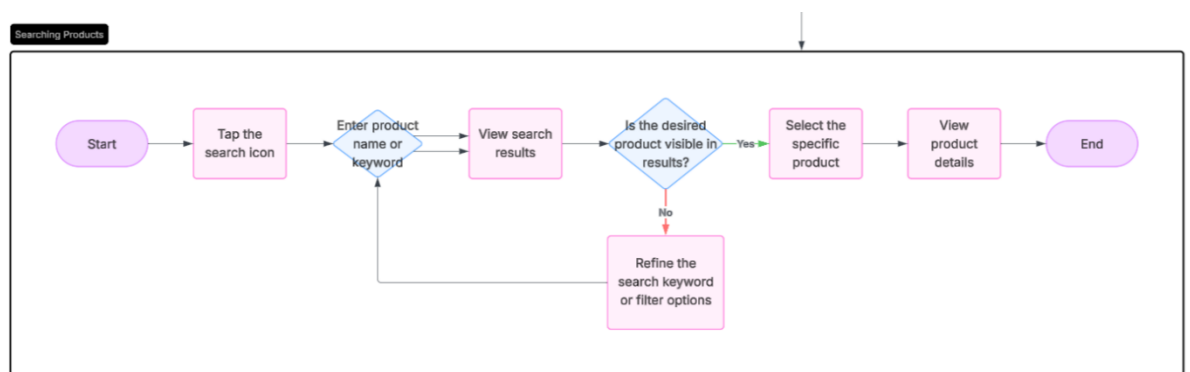 Searching Products
Start
Tap the
search icon
Enter product
name or
keyword
View search
results
Is the desired
product visible in
results?
Yes
Select the
specific
product
View
product
details
End
No
Refine the
search keyword
or filter options